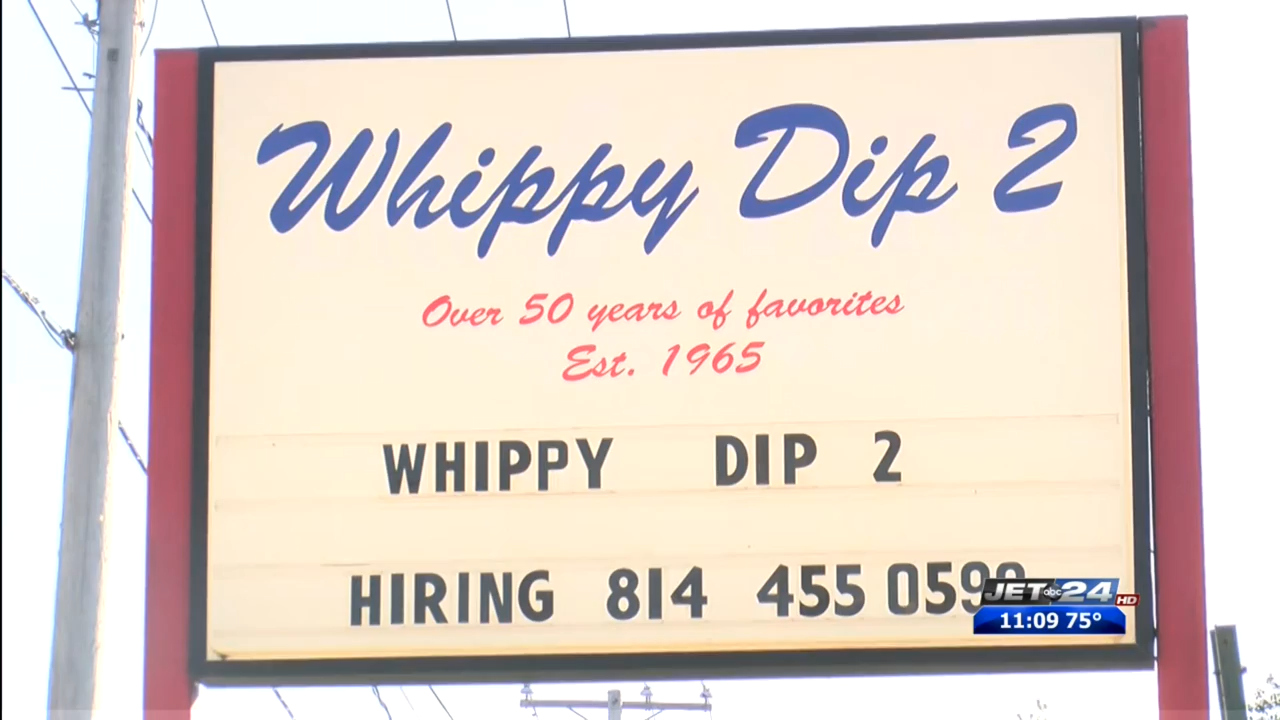 Whippy Dip 2
Over 50 years of favorites
Est. 1965
WHIPPY DIP 2
HIRING 814 455
JET abc 24 HD
11:09 75°